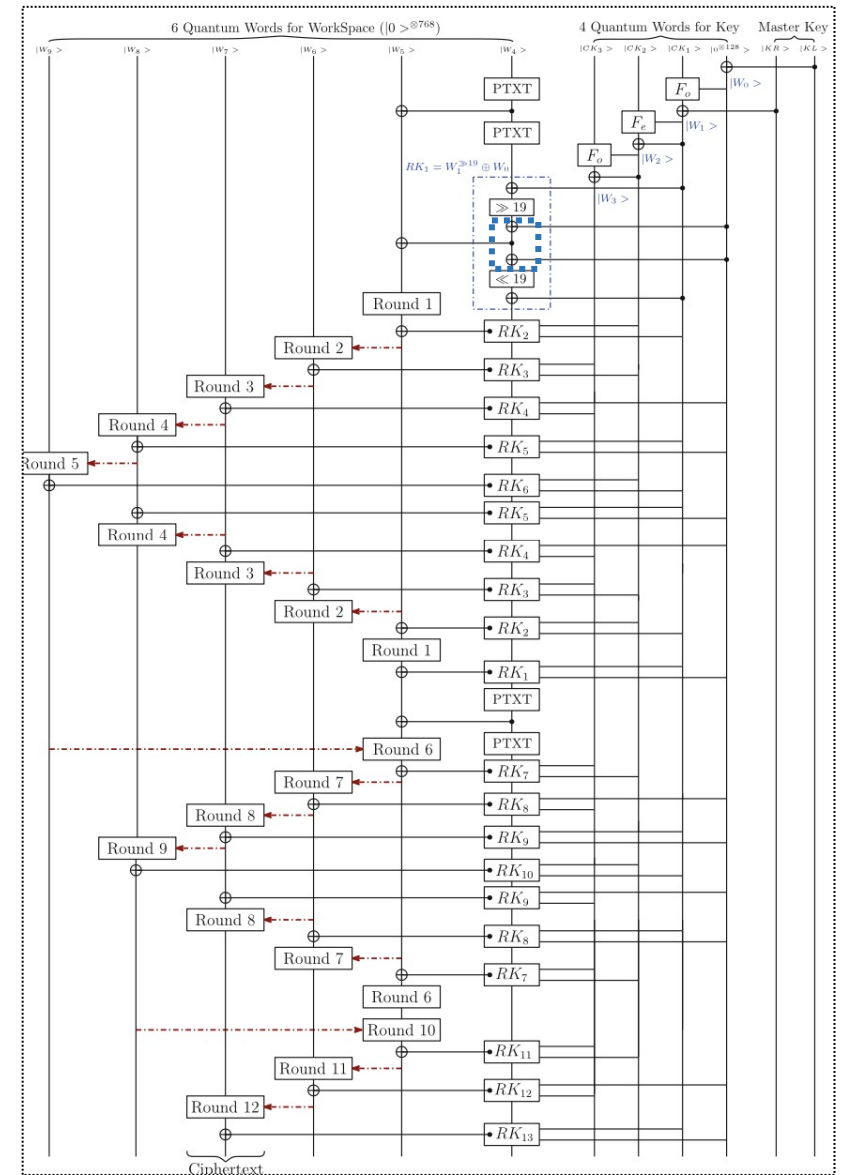 6 Quantum Words for WorkSpace (|0 >^{⊗768}) 4 Quantum Words for Key Master Key
|W₉ > |W₈ > |W₇ > |W₆ > |W₅ > |W₄ > |CK₃ > |CK₂ > |CK₁ > |0^{⊗128} > |KR > |KL >
|W₀ >
PTXT F_o
|W₁ >
F_e
PTXT
|W₂ >
F_o
RK₁ = W₁^{≫19} ⊕ W₀
|W₃ >
≫ 19
≪ 19
Round 1
RK₂
Round 2
RK₃
Round 3
RK₄
Round 4
RK₅
Round 5
RK₆
RK₅
Round 4
RK₄
Round 3
RK₃
Round 2
RK₂
Round 1
RK₁
PTXT
Round 6 PTXT
RK₇
Round 7
RK₈
Round 8
RK₉
Round 9
RK₁₀
RK₉
Round 8
RK₈
Round 7
RK₇
Round 6
Round 10
RK₁₁
Round 11
RK₁₂
Round 12
RK₁₃
Ciphertext